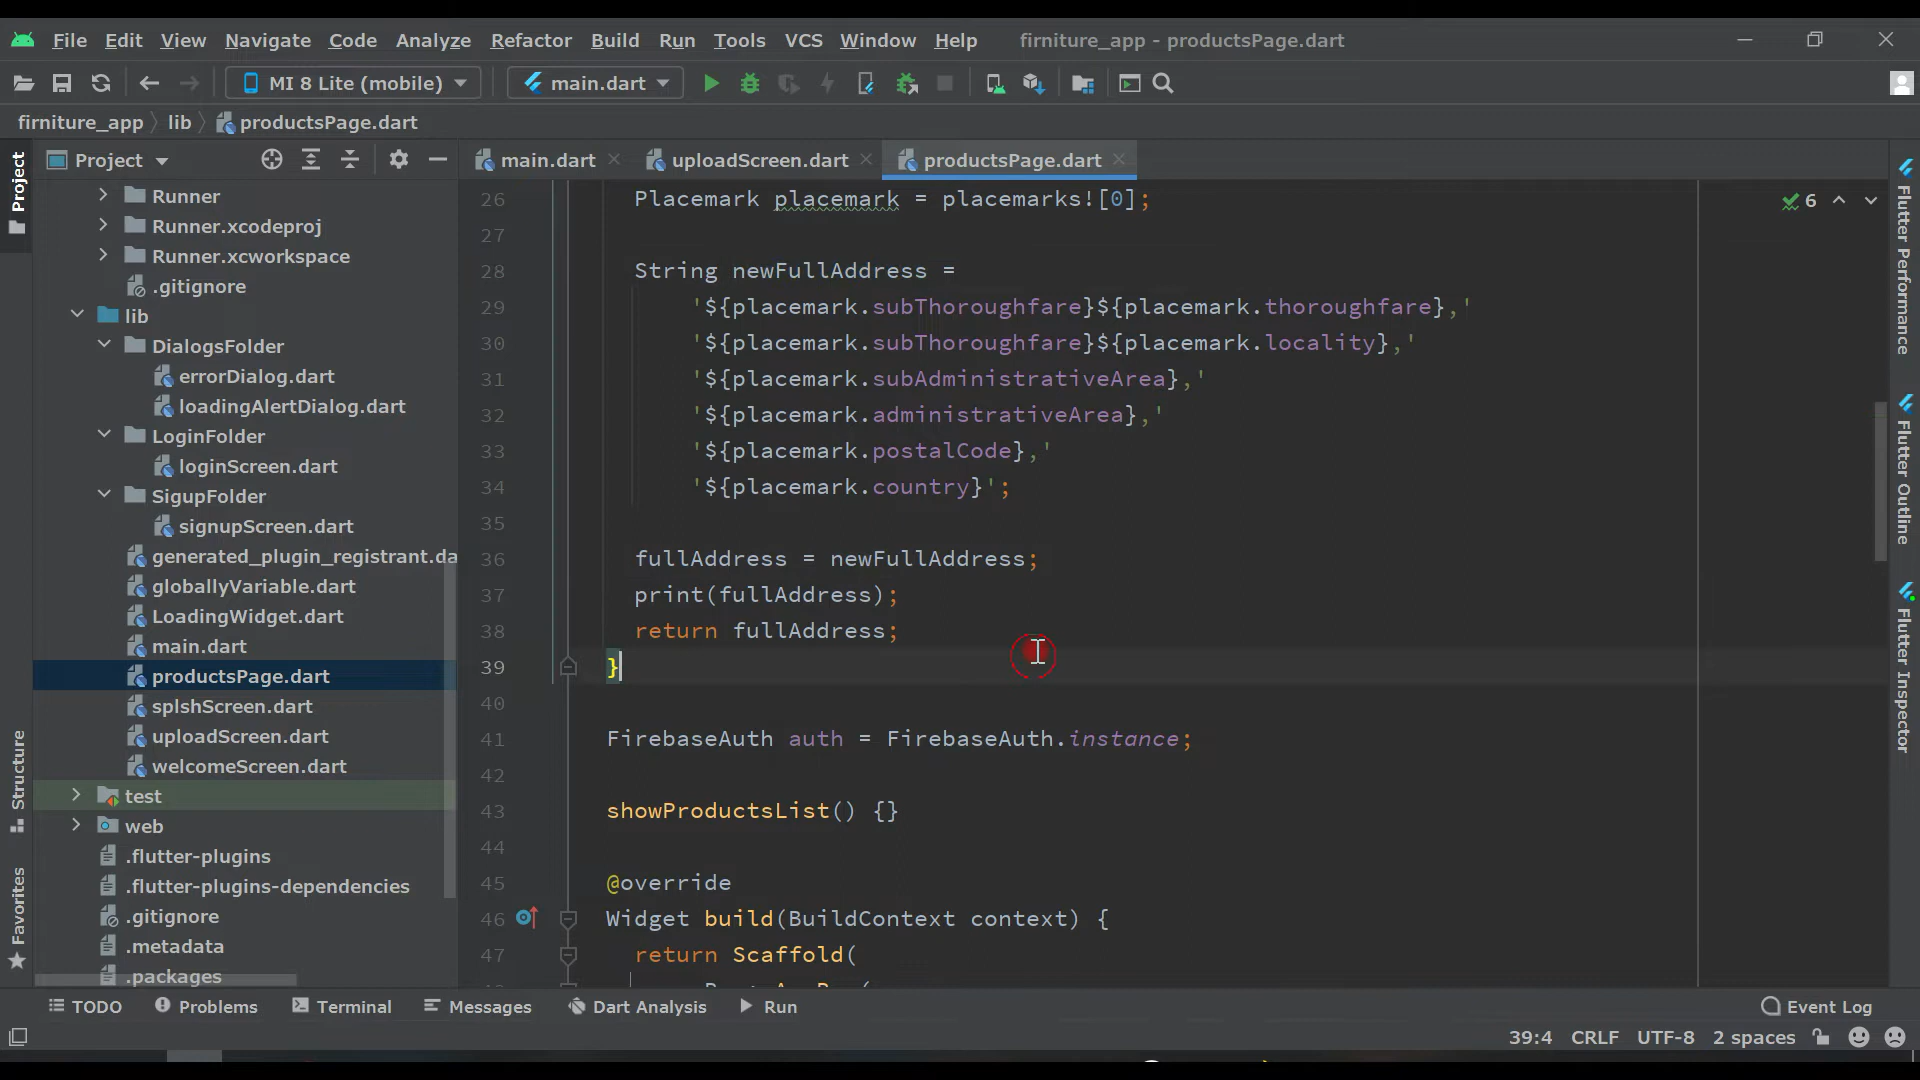 File Edit View Navigate Code Analyze Refactor Build Run Tools VCS Window Help firniture_app - productsPage.dart
MI 8 Lite (mobile) main.dart
firniture_app lib productsPage.dart
Project main.dart uploadScreen.dart productsPage.dart
Project
Runner
Runner.xcodeproj
Runner.xcworkspace
.gitignore
lib
DialogsFolder
errorDialog.dart
loadingAlertDialog.dart
LoginFolder
loginScreen.dart
SigupFolder
signupScreen.dart
generated_plugin_registrant.da
globallyVariable.dart
LoadingWidget.dart
main.dart
productsPage.dart
splshScreen.dart
uploadScreen.dart
welcomeScreen.dart
test
web
.flutter-plugins
.flutter-plugins-dependencies
.gitignore
.metadata
.packages
Structure
Favorites
26 Placemark placemark = placemarks![0];
6
27
28 String newFullAddress =
29 '${placemark.subThoroughfare}${placemark.thoroughfare},'
30 '${placemark.subThoroughfare}${placemark.locality},'
31 '${placemark.subAdministrativeArea},'
32 '${placemark.administrativeArea},'
33 '${placemark.postalCode},'
34 '${placemark.country}';
35
36 fullAddress = newFullAddress;
37 print(fullAddress);
38 return fullAddress;
39 }
40
41 FirebaseAuth auth = FirebaseAuth.instance;
42
43 showProductsList() {}
44
45 @override
46 Widget build(BuildContext context) {
47 return Scaffold(
Flutter Performance
Flutter Outline
Flutter Inspector
TODO Problems Terminal Messages Dart Analysis Run Event Log
39:4 CRLF UTF-8 2 spaces